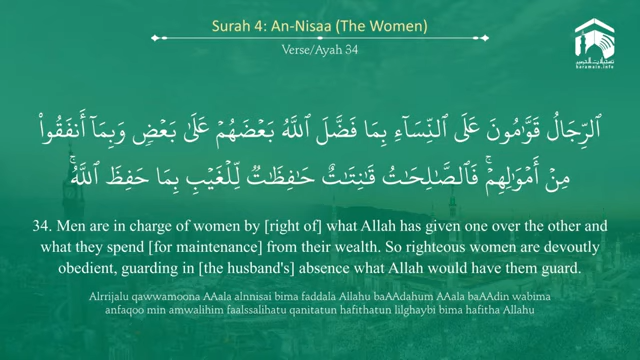 Surah 4: An-Nisaa (The Women)
Verse/Ayah 34
haramain.info
ٱلرِّجَالُ قَوَّٰمُونَ عَلَى ٱلنِّسَآءِ بِمَا فَضَّلَ ٱللَّهُ بَعۡضَهُمۡ عَلَىٰ بَعۡضٖ وَبِمَآ أَنفَقُواْ
مِنۡ أَمۡوَٰلِهِمۡۚ فَٱلصَّٰلِحَٰتُ قَٰنِتَٰتٌ حَٰفِظَٰتٞ لِّلۡغَيۡبِ بِمَا حَفِظَ ٱللَّهُۚ
34. Men are in charge of women by [right of] what Allah has given one over the other and
what they spend [for maintenance] from their wealth. So righteous women are devoutly
obedient, guarding in [the husband's] absence what Allah would have them guard.
Alrrijalu qawwamoona AAala alnnisai bima faddala Allahu baAAdahum AAala baAAdin wabima
anfaqoo min amwalihim faalssalihatu qanitatun hafithatun lilghaybi bima hafitha Allahu